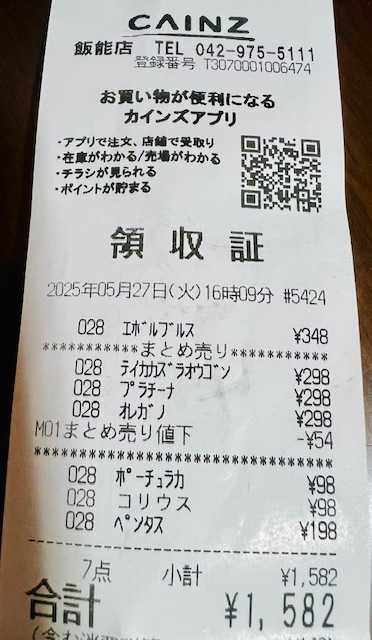 CAINZ
飯能店 TEL 042-975-5111
登録番号 T3070001006474
お買い物が便利になる
カインズアプリ
・アプリで注文、店舗で受取り
・在庫がわかる/売場がわかる
・チラシが見られる
・ポイントが貯まる
領収証
2025年05月27日(火)16時09分 #5424
028 エボルブルス ¥348
**********まとめ売り**********
028 テイカカズラオウゴン ¥298
028 プラチーナ ¥298
028 オレガノ ¥298
M01まとめ売り値下 -¥54
******************************
028 ポーチュラカ ¥98
028 コリウス ¥98
028 ペンタス ¥198
7点 小計 ¥1,582
合計 ¥1,582